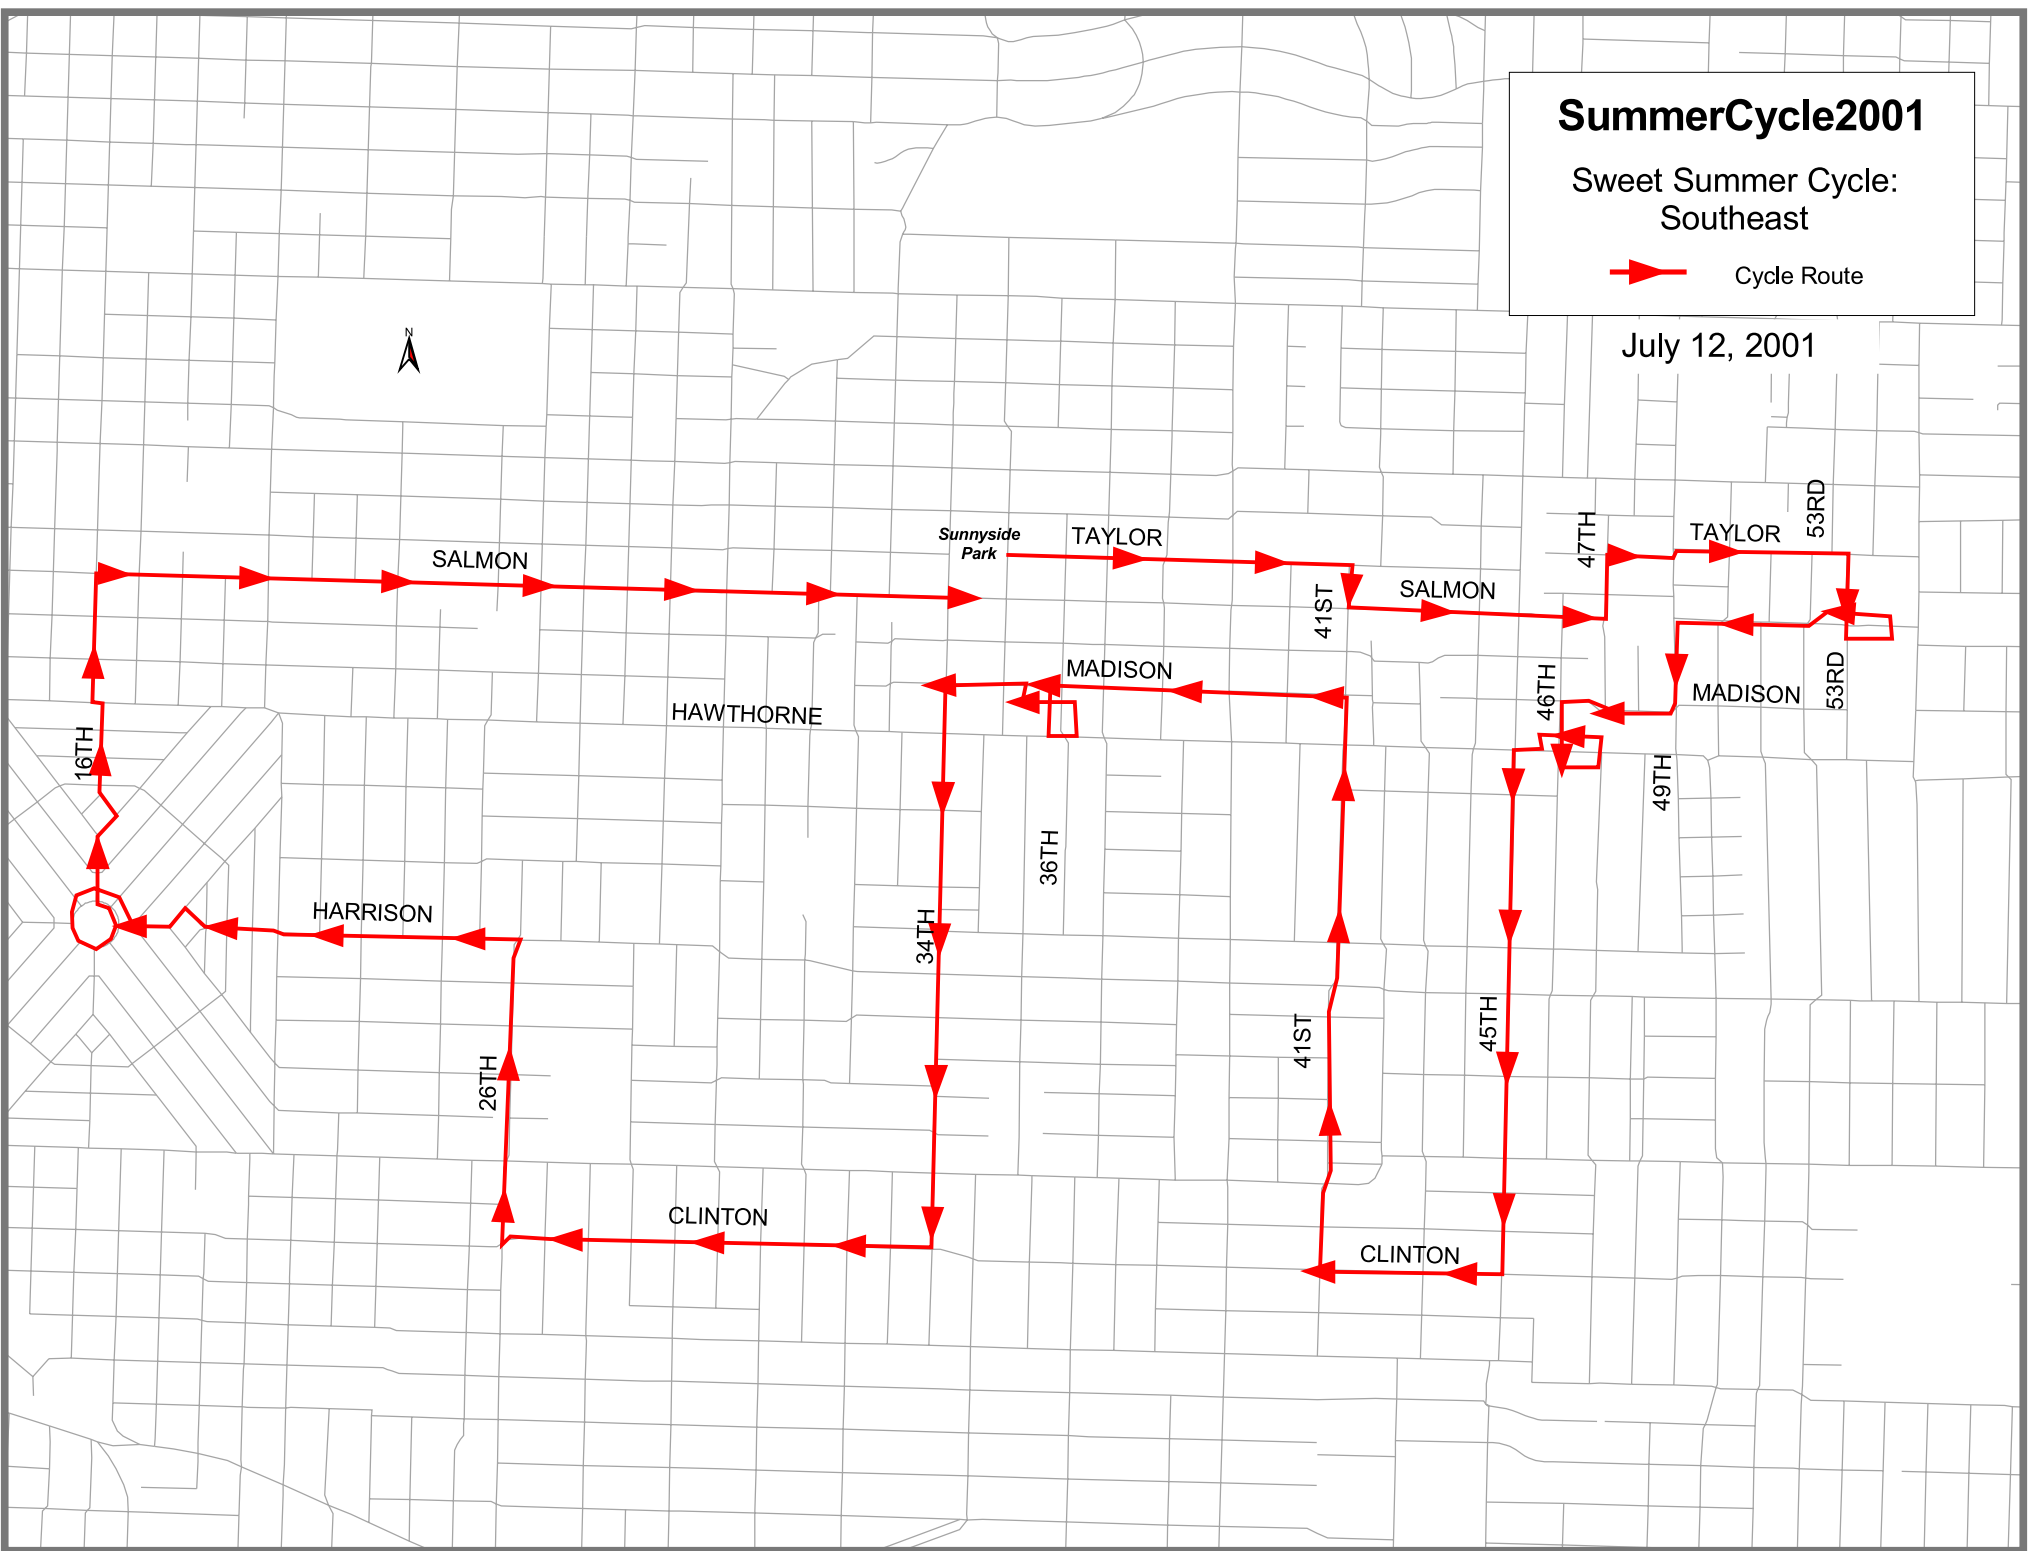 SummerCycle2001
Sweet Summer Cycle:
Southeast
Cycle Route
July 12, 2001
N
53RD
47TH
Sunnyside
Park
TAYLOR
TAYLOR
SALMON
SALMON
41ST
MADISON
46TH
53RD
MADISON
HAWTHORNE
16TH
49TH
36TH
HARRISON
34TH
45TH
41ST
26TH
CLINTON
CLINTON